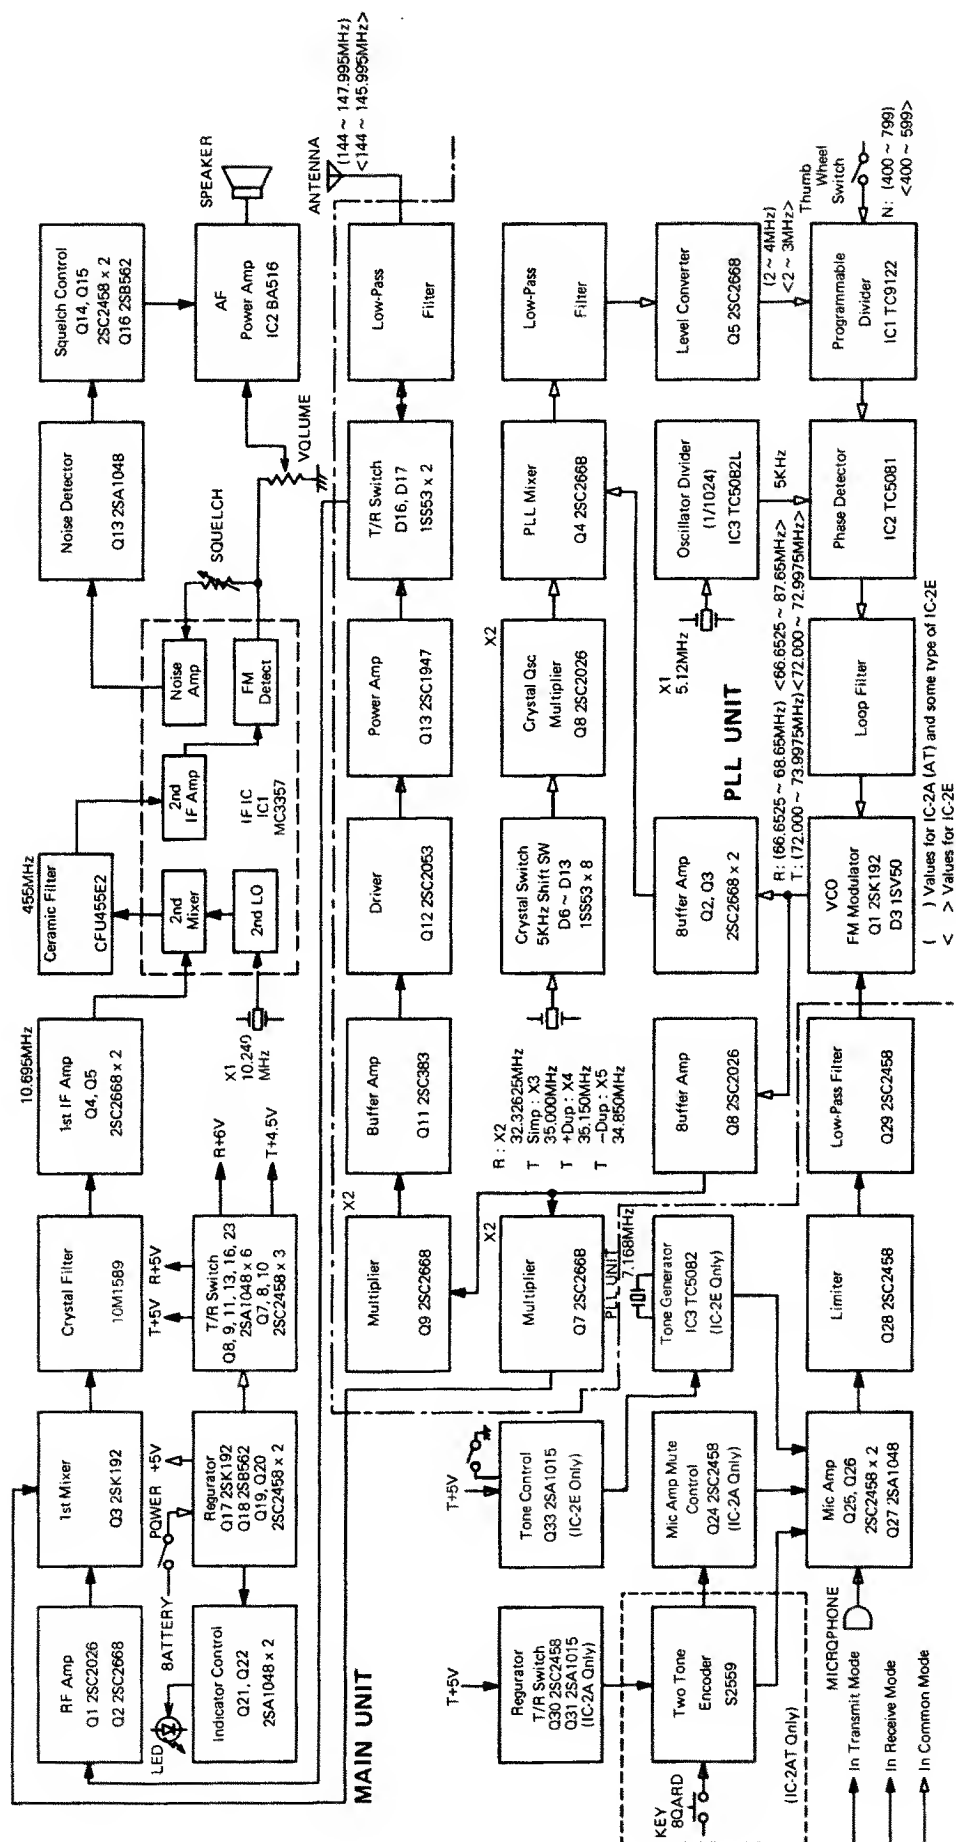 RF Amp
Q1 2SC2026
Q2 2SC2668
1st Mixer
Q3 2SK192
Crystal Filter
10M1589
10.695MHz
1st IF Amp
Q4, Q5
2SC2668 x 2
455MHz
Ceramic Filter
CFU455E2
2nd
Mixer
2nd LO
2nd
IF Amp
Noise
Amp
FM
Detect
IF IC
IC1
MC3357
X1
10.240
MHz
SQUELCH
VOLUME
Noise Detector
Q13 2SA1048
Squelch Control
Q14, Q15
2SC2458 x 2
Q16 2SB562
AF
Power Amp
IC2 BA516
SPEAKER
LED
BATTERY
POWER
+5V
Indicator Control
Q21, Q22
2SA1048 x 2
Regurator
Q17 2SK192
Q18 2SB562
Q19, Q20
2SC2458 x 2
T+5V
R+5V
T/R Switch
Q8, 9, 11, 13, 16, 23
2SA1048 x 6
Q7, 8, 10
2SC2458 x 3
R+6V
T+4.5V
MAIN UNIT
ANTENNA
(144 ~ 147.995MHz)
<144 ~ 145.995MHz>
X2
Multiplier
Q9 2SC2668
Buffer Amp
Q11 2SC383
Driver
Q12 2SC2053
Power Amp
Q13 2SC1947
T/R Switch
D16, D17
1SS53 x 2
Low-Pass
Filter
X2
Multiplier
Q7 2SC2668
R : X2
32.32625MHz
T Simp : X3
35.000MHz
T +Dup : X4
35.150MHz
T -Dup : X5
34.850MHz
Crystal Switch
5KHz Shift SW
D6 ~ D13
1SS53 x 8
X2
Crystal Osc
Multiplier
Q8 2SC2026
PLL Mixer
Q4 2SC2668
Low-Pass
Filter
PLL UNIT
7.168MHz
Tone Generator
IC3 TC5082
(IC-2E Only)
Buffer Amp
Q8 2SC2026
Buffer Amp
Q2, Q3
2SC2668 x 2
PLL UNIT
X1
5.12MHz
Oscillator Divider
(1/1024)
IC3 TC5082L
5KHz
Level Converter
Q5 2SC2668
(2 ~ 4MHz)
<2 ~ 3MHz>
R: (66.6525 ~ 68.65MHz) <66.6525 ~ 87.65MHz>
T: (72.000 ~ 73.9975MHz) <72.000 ~ 72.9975MHz>
Thumb
Wheel
Switch
N: (400 ~ 799)
<400 ~ 599>
T+5V
Regurator
T/R Switch
Q30 2SC2458
Q31 2SA1015
(IC-2A Only)
T+5V
Tone Control
Q33 2SA1015
(IC-2E Only)
KEY
BOARD
Two Tone
Encoder
S2559
(IC-2AT Only)
Mic Amp Mute
Control
Q24 2SC2458
(IC-2A Only)
MICROPHONE
Mic Amp
Q25, Q26
2SC2458 x 2
Q27 2SA1048
Limiter
Q28 2SC2458
Low-Pass Filter
Q29 2SC2458
VCO
FM Modulator
Q1 2SK192
D3 1SV50
Loop Filter
Phase Detector
IC2 TC5081
Programmable
Divider
IC1 TC9122
In Transmit Mode
In Receive Mode
In Common Mode
( ) Values for IC-2A (AT) and some type of IC-2E
< > Values for IC-2E